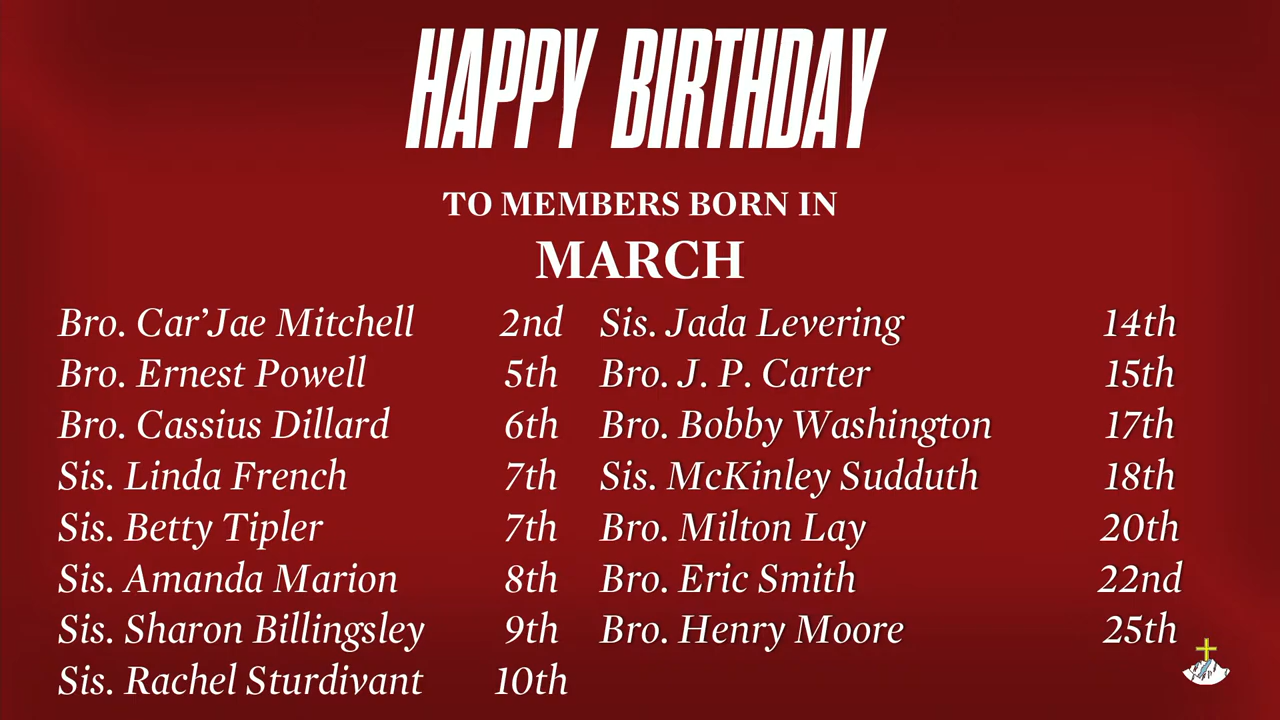 HAPPY BIRTHDAY
TO MEMBERS BORN IN
MARCH
Bro. Car’Jae Mitchell 2nd
Bro. Ernest Powell 5th
Bro. Cassius Dillard 6th
Sis. Linda French 7th
Sis. Betty Tipler 7th
Sis. Amanda Marion 8th
Sis. Sharon Billingsley 9th
Sis. Rachel Sturdivant 10th
Sis. Jada Levering 14th
Bro. J. P. Carter 15th
Bro. Bobby Washington 17th
Sis. McKinley Sudduth 18th
Bro. Milton Lay 20th
Bro. Eric Smith 22nd
Bro. Henry Moore 25th